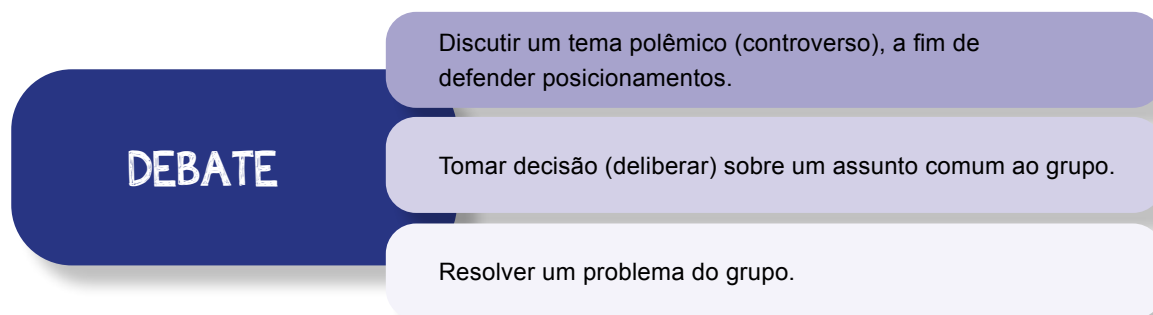 DEBATE
Discutir um tema polêmico (controverso), a fim de
defender posicionamentos.
Tomar decisão (deliberar) sobre um assunto comum ao grupo.
Resolver um problema do grupo.